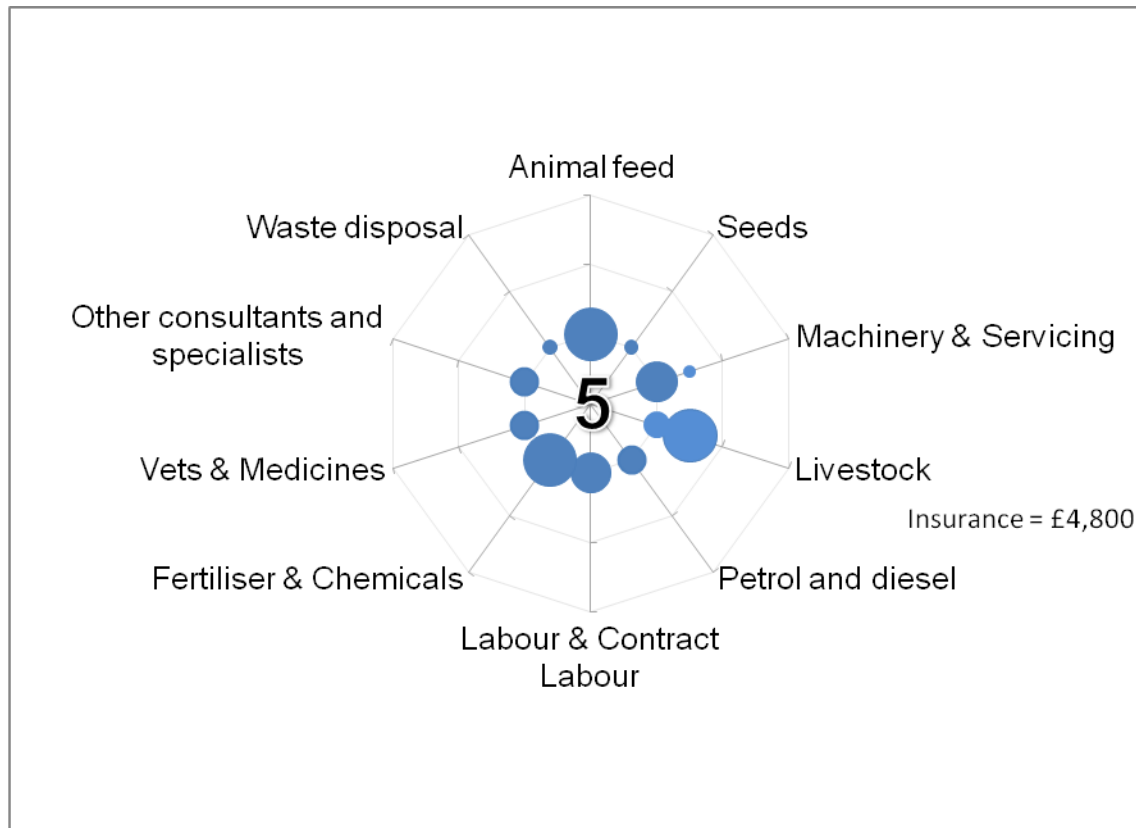 Animal feed
Waste disposal
Seeds
Other consultants and
specialists
Machinery & Servicing
5
Vets & Medicines
Livestock
Insurance = £4,800
Fertiliser & Chemicals
Petrol and diesel
Labour & Contract
Labour